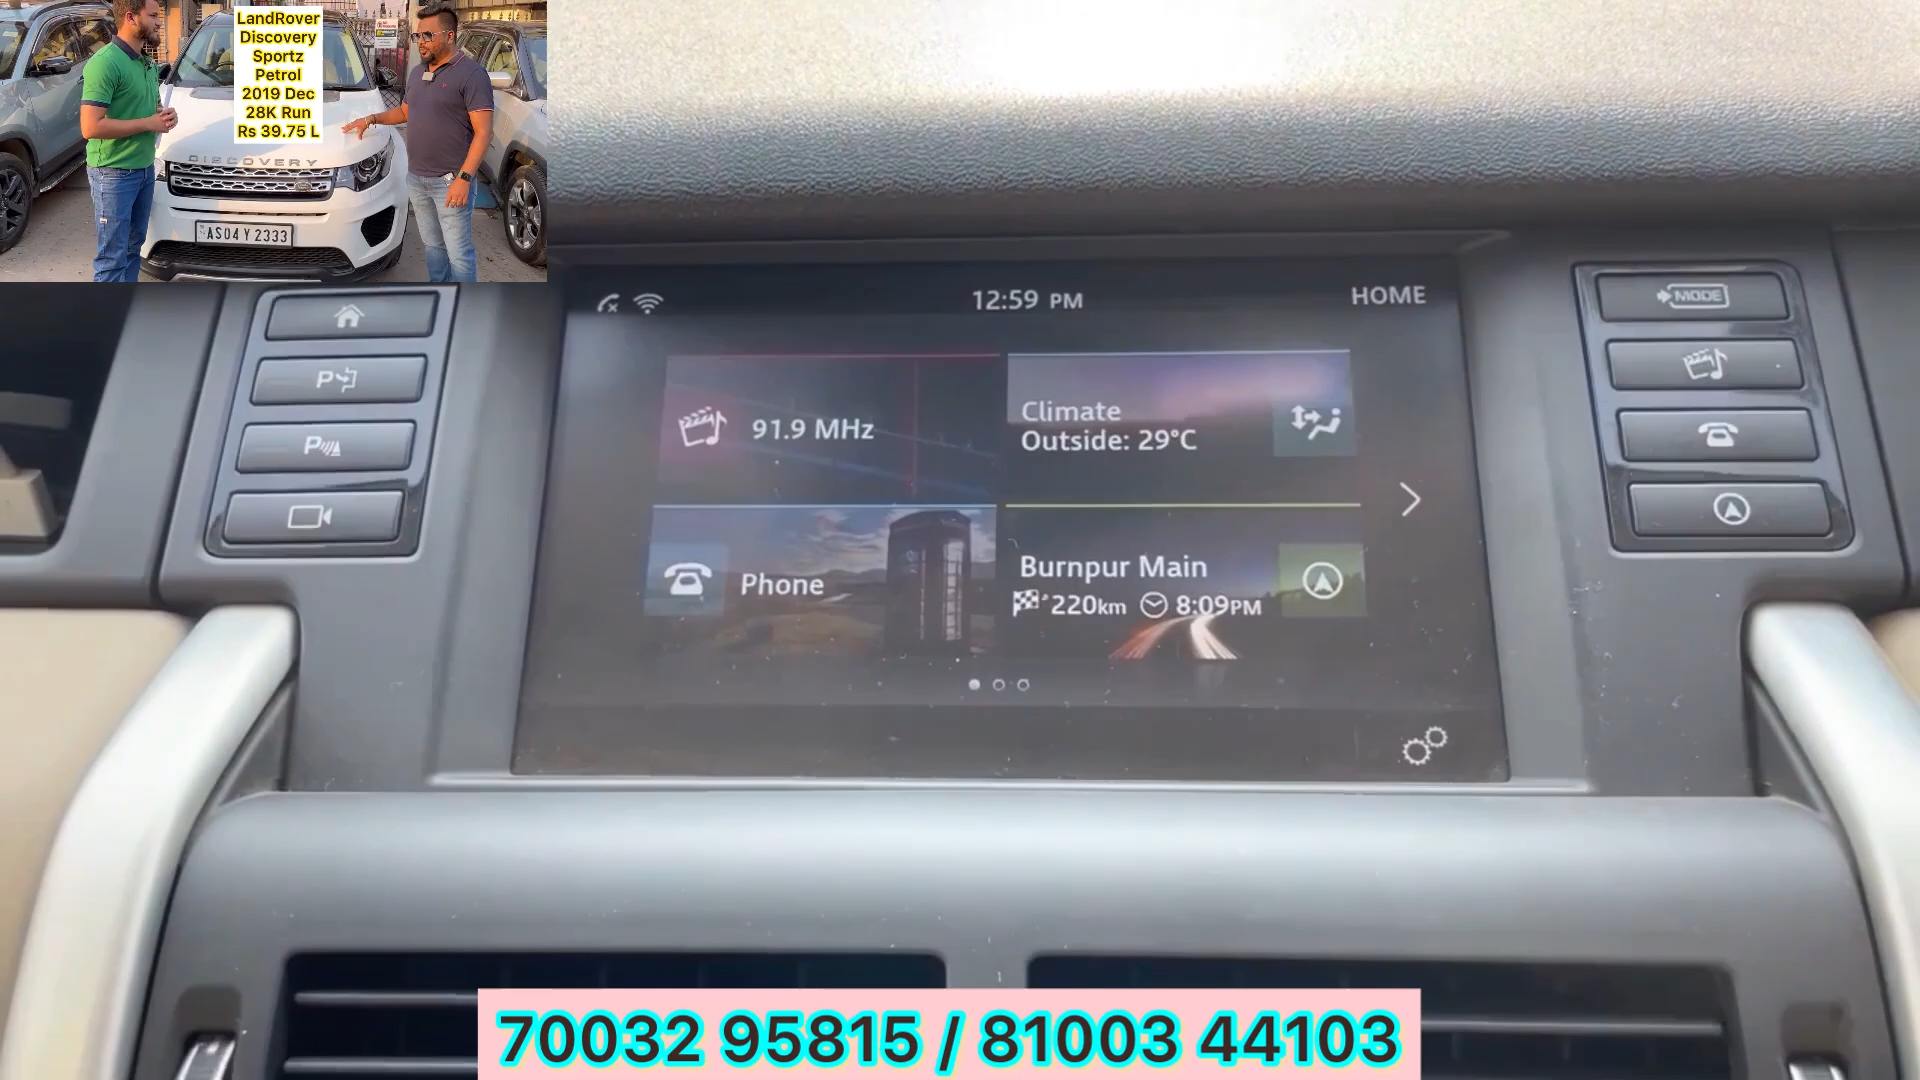 LandRover
Discovery
Sportz
Petrol
2019 Dec
28K Run
Rs 39.75 L
DISCOVERY
AS04 Y 2333
12:59 PM
HOME
91.9 MHz
Climate
Outside: 29°C
Phone
Burnpur Main
220km 8:09PM
P
P
MODE
70032 95815 / 81003 44103